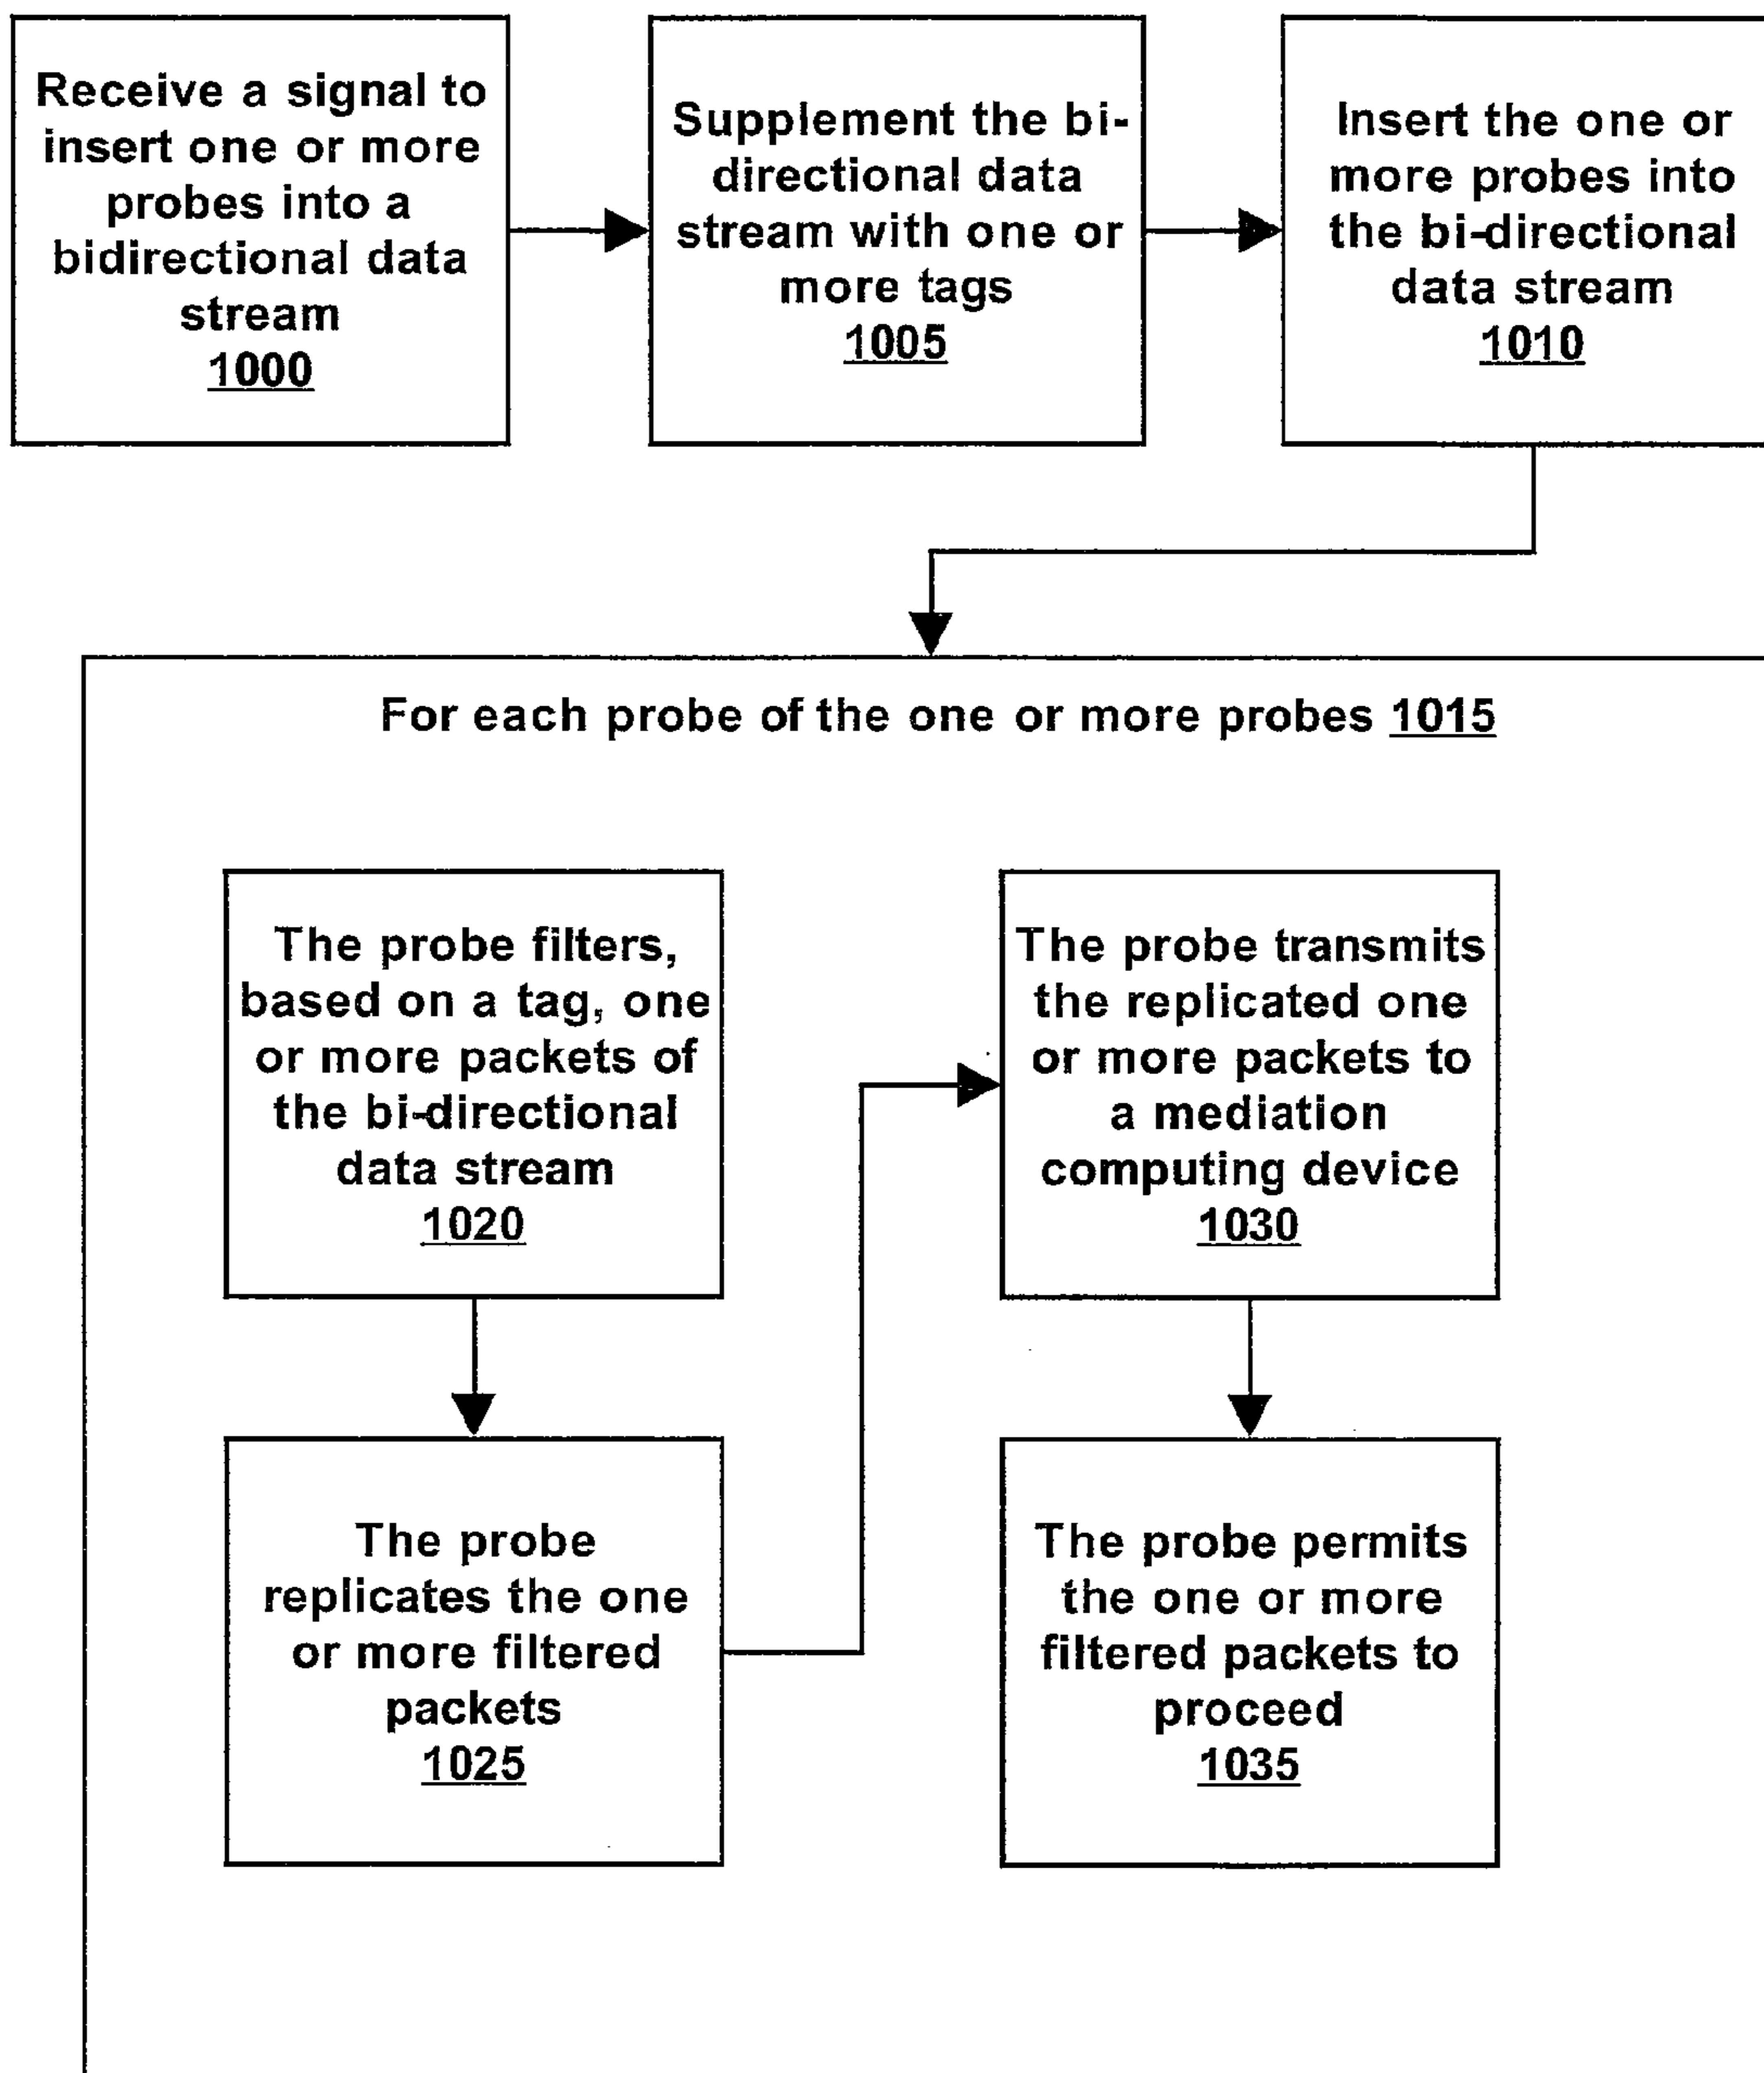 Receive a signal to
insert one or more
probes into a
bidirectional data
stream
1000
Supplement the bi-
directional data
stream with one or
more tags
1005
Insert the one or
more probes into
the bi-directional
data stream
1010
For each probe of the one or more probes 1015
The probe filters,
based on a tag, one
or more packets of
the bi-directional
data stream
1020
The probe
replicates the one
or more filtered
packets
1025
The probe transmits
the replicated one
or more packets to
a mediation
computing device
1030
The probe permits
the one or more
filtered packets to
proceed
1035